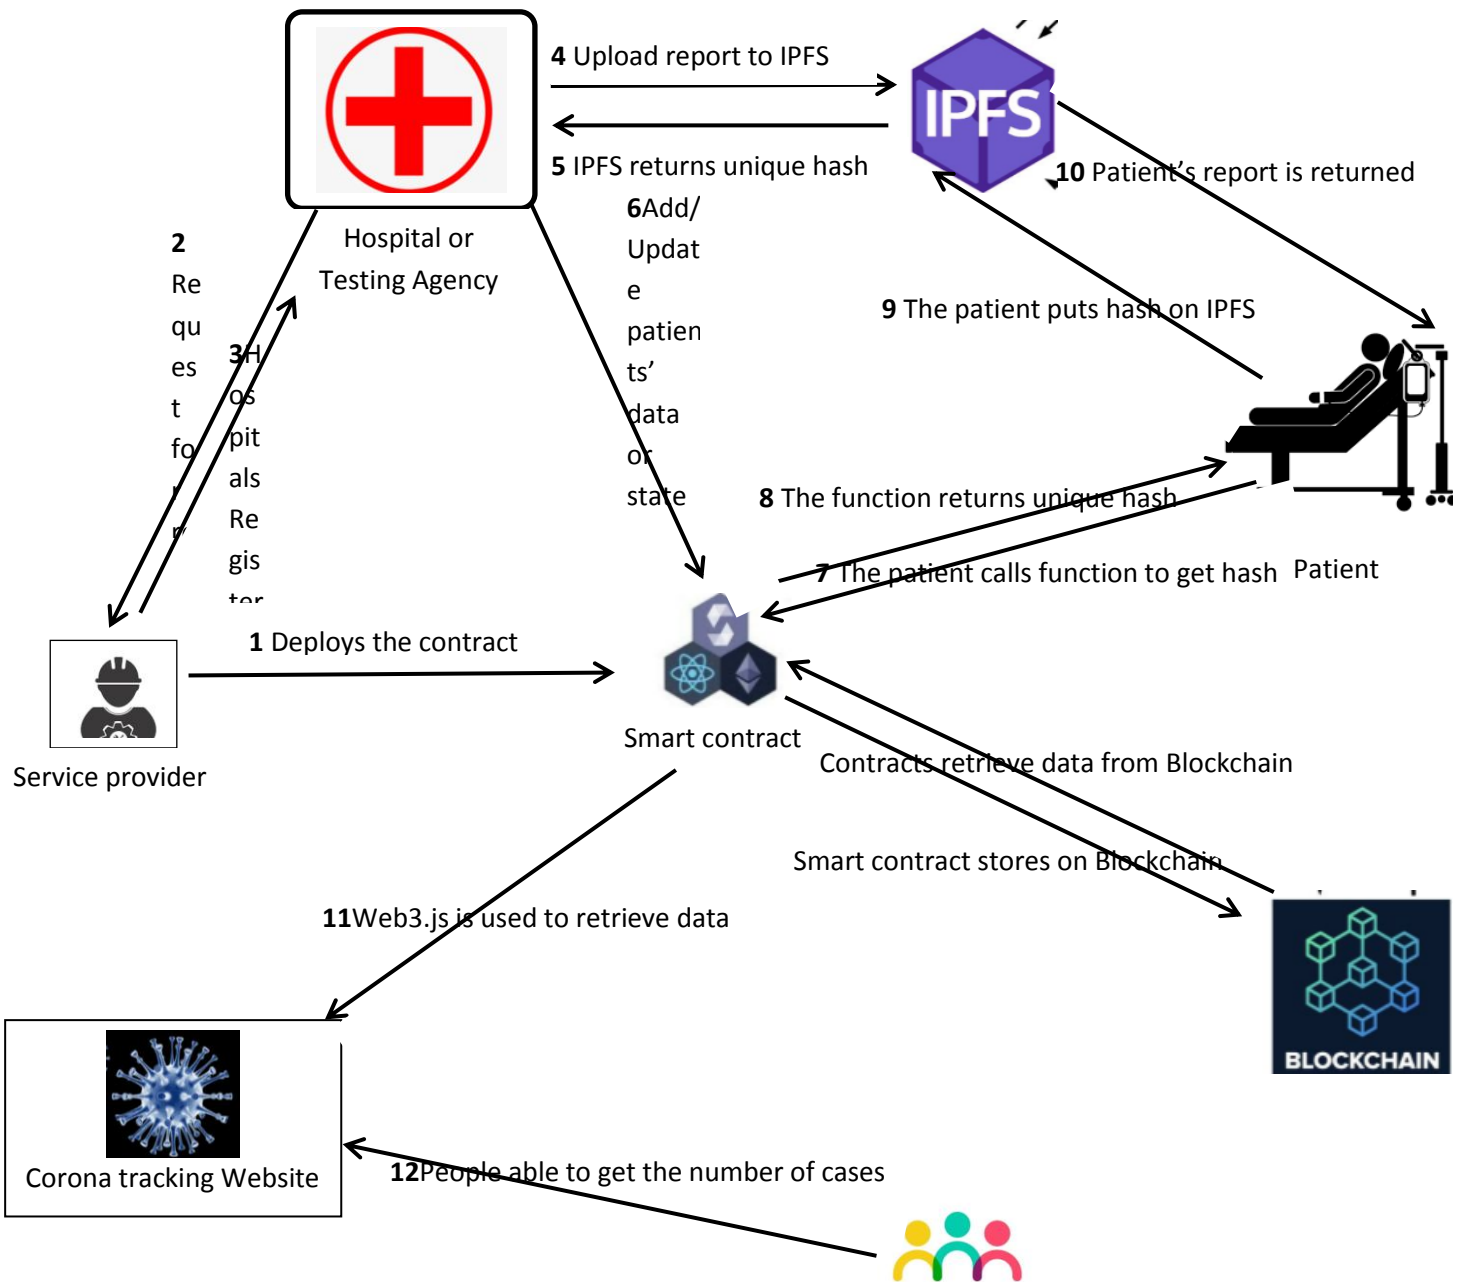 4 Upload report to IPFS
IPFS
5 IPFS returns unique hash
10 Patient's report is returned
6Add/
Updat
e
patien
ts'
data
or
state
2
Re
qu
es
t
fo
r
r
Hospital or
Testing Agency
3H
os
pit
als
Re
gis
ter
9 The patient puts hash on IPFS
8 The function returns unique hash
7 The patient calls function to get hash
Patient
1 Deploys the contract
Smart contract
Service provider
Contracts retrieve data from Blockchain
Smart contract stores on Blockchain
11Web3.js is used to retrieve data
BLOCKCHAIN
Corona tracking Website
12People able to get the number of cases